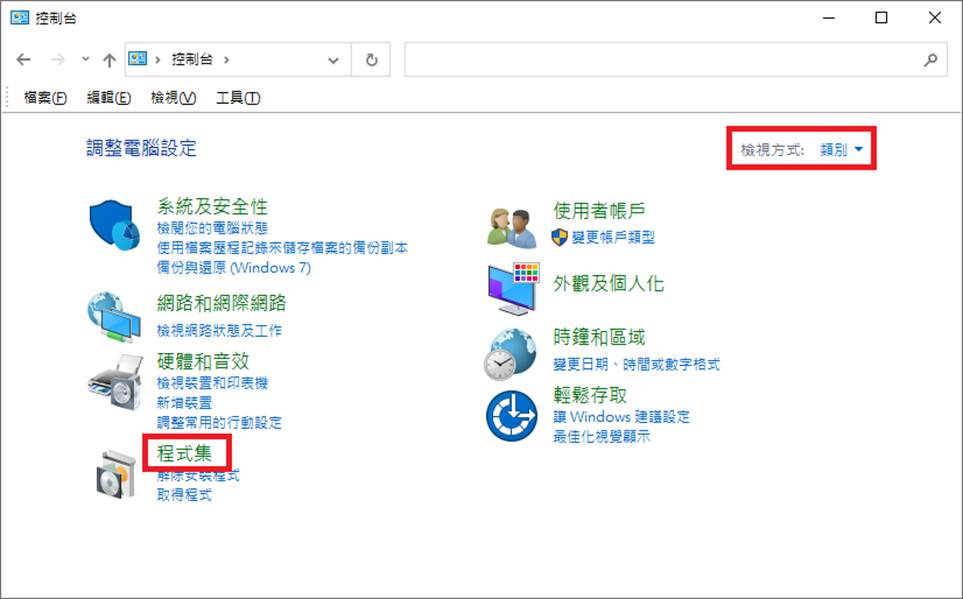 控制台
控制台
檔案(F) 編輯(E) 檢視(V) 工具(T)
調整電腦設定
檢視方式: 類別
系統及安全性
檢閱您的電腦狀態
使用檔案歷程記錄來儲存檔案的備份副本
備份與還原 (Windows 7)
網路和網際網路
檢視網路狀態及工作
硬體和音效
檢視裝置和印表機
新增裝置
調整常用的行動設定
程式集
解除安裝程式
取得程式
使用者帳戶
變更帳戶類型
外觀及個人化
時鐘和區域
變更日期、時間或數字格式
輕鬆存取
讓 Windows 建議設定
最佳化視覺顯示